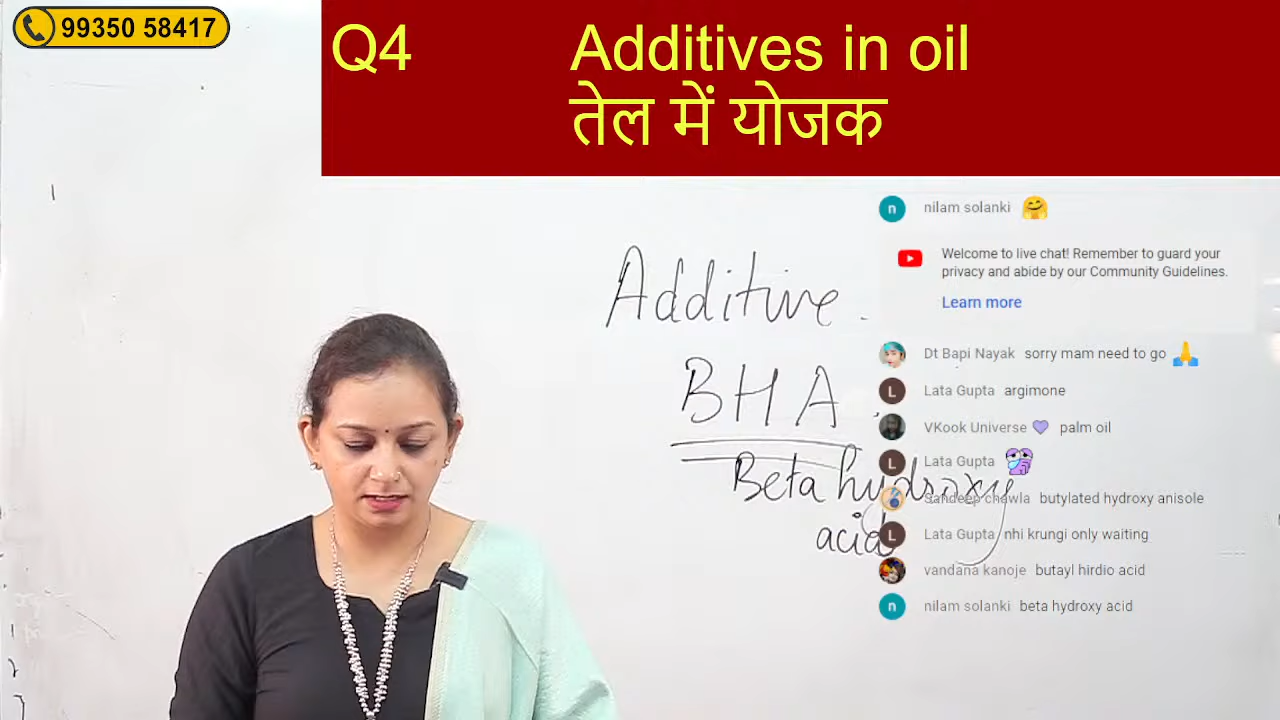 99350 58417
Q4 Additives in oil
तेल में योजक
nilam solanki
Welcome to live chat! Remember to guard your
privacy and abide by our Community Guidelines.
Learn more
Additive.
BHA
Beta hydroxy
acid
Dt Bapi Nayak sorry mam need to go
Lata Gupta argimone
VKook Universe palm oil
Lata Gupta
Sandeep chawla butylated hydroxy anisole
Lata Gupta nhi krungi only waiting
vandana kanoje butayl hirdio acid
nilam solanki beta hydroxy acid